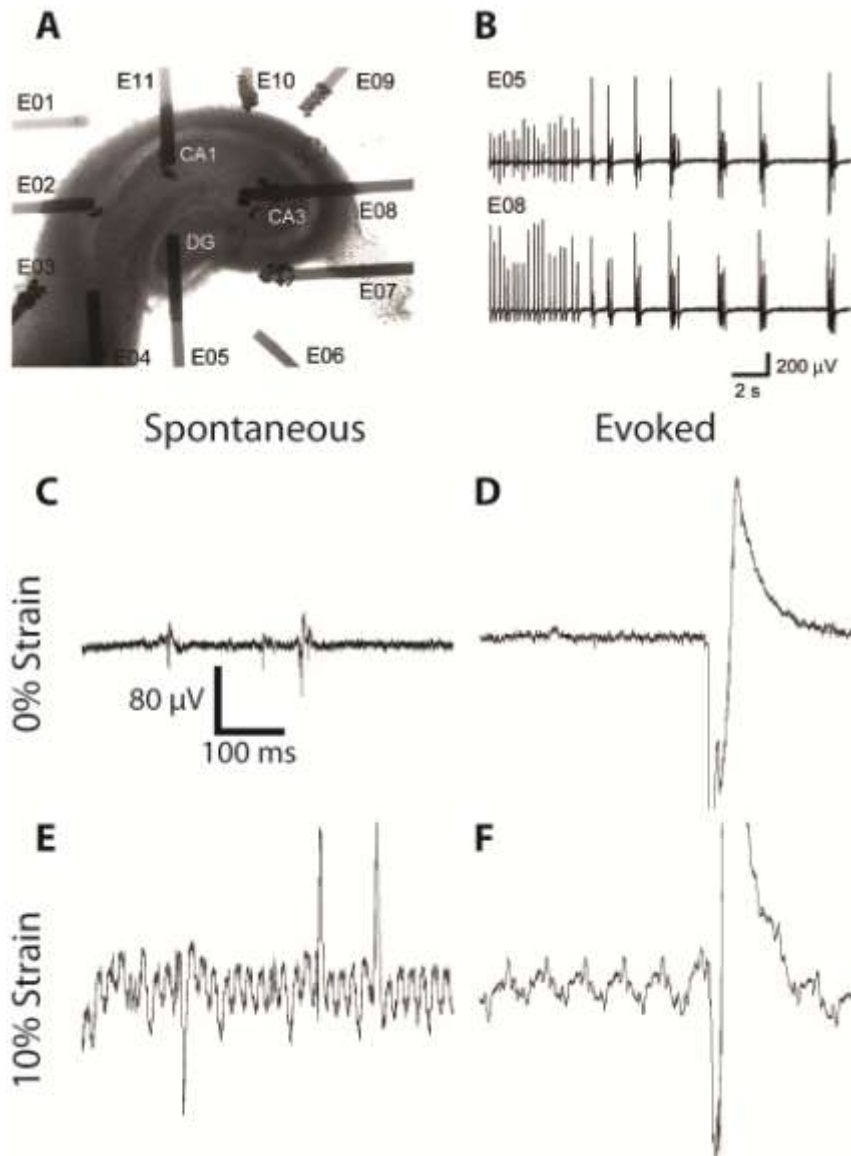 A
B
E11
E10
E09
E01
CA1
E02
E08
CA3
DG
E03
E07
E04
E05
E06
E05
E08
200 µV
2 s
Spontaneous
Evoked
C
D
0% Strain
80 µV
100 ms
E
F
10% Strain